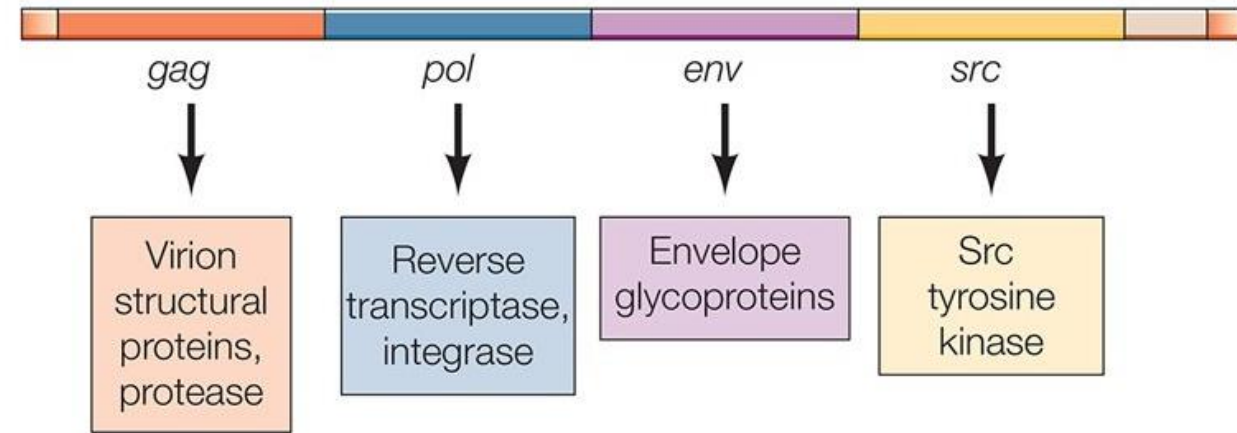 gag pol env src
Virion
structural
proteins,
protease
Reverse
transcriptase,
integrase
Envelope
glycoproteins
Src
tyrosine
kinase